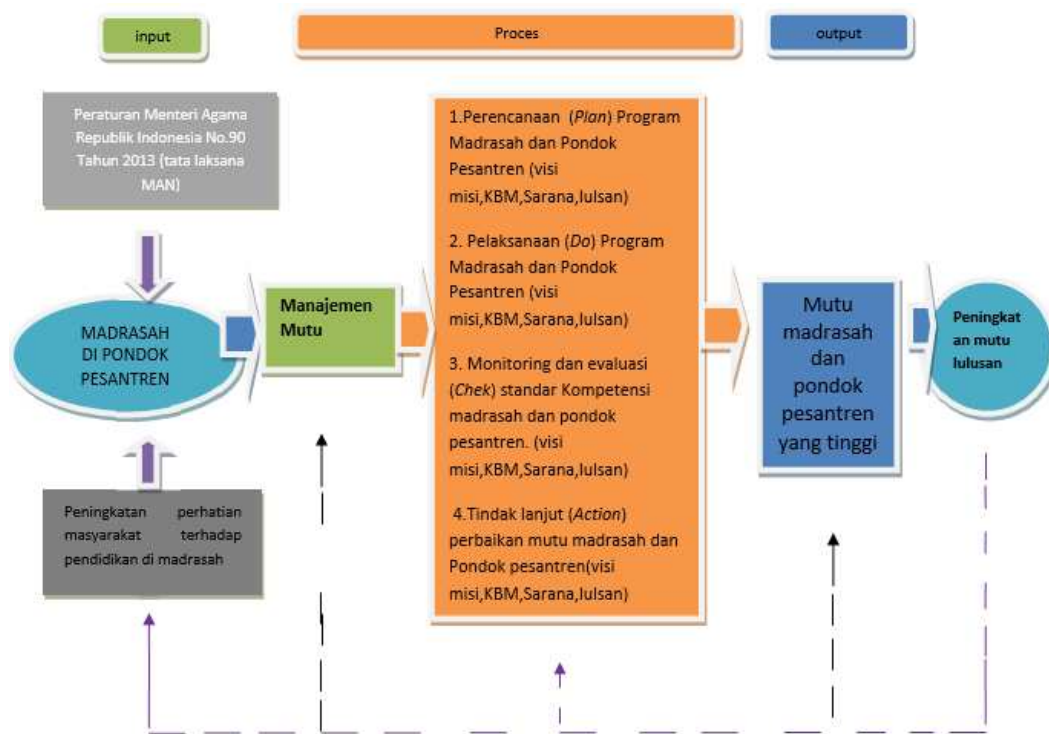 input
Proces
output
Peraturan Menteri Agama
Republik Indonesia No.90
Tahun 2013 (tata laksana
MAN)
MADRASAH
DI PONDOK
PESANTREN
Peningkatan perhatian
masyarakat terhadap
pendidikan di madrasah
Manajemen
Mutu
1.Perencanaan (Plan) Program
Madrasah dan Pondok
Pesantren (visi
misi,KBM,Sarana,lulsan)
2. Pelaksanaan (Do) Program
Madrasah dan Pondok
Pesantren (visi
misi,KBM,Sarana,lulsan)
3. Monitoring dan evaluasi
(Chek) standar Kompetensi
madrasah dan pondok
pesantren. (visi
misi,KBM,Sarana,lulsan)
4.Tindak lanjut (Action)
perbaikan mutu madrasah dan
Pondok pesantren(visi
misi,KBM,Sarana,lulsan)
Mutu
madrasah
dan
pondok
pesantren
yang tinggi
Peningkat
an mutu
lulusan